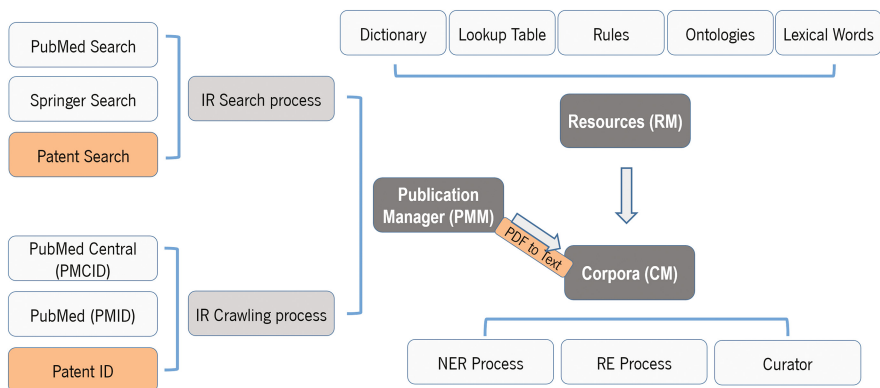 PubMed Search
Springer Search
Patent Search
IR Search process
PubMed Central
(PMCID)
PubMed (PMID)
Patent ID
IR Crawling process
Publication
Manager (PMM)
PDF to Text
Dictionary
Lookup Table
Rules
Ontologies
Lexical Words
Resources (RM)
Corpora (CM)
NER Process
RE Process
Curator